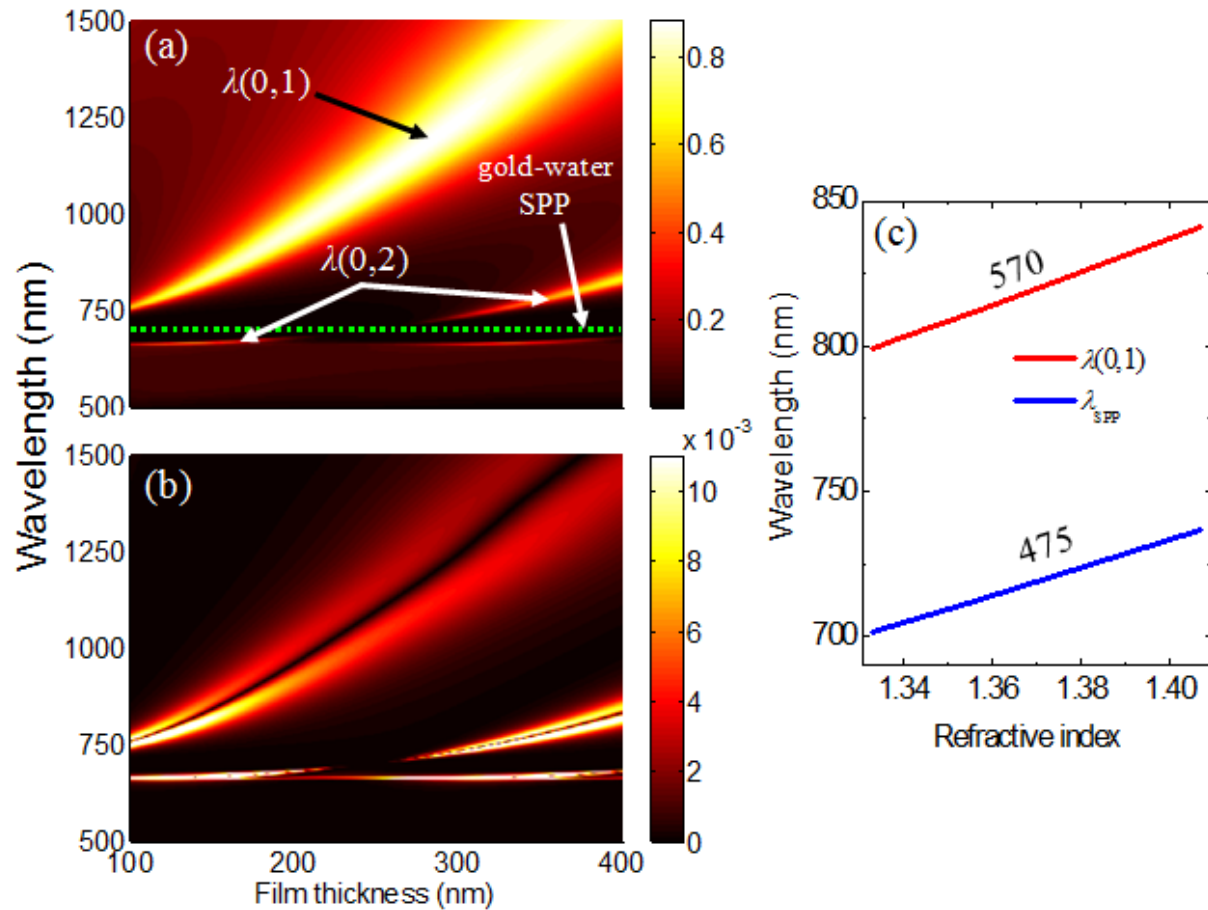 (a)
λ(0,1)
gold-water
SPP
λ(0,2)
1500
1250
1000
750
500
0.8
0.6
0.4
0.2
Wavelength (nm)
(b)
x 10⁻³
1500
1250
1000
750
500
10
8
6
4
2
0
100
200
300
400
Film thickness (nm)
(c)
850
800
750
700
Wavelength (nm)
570
λ(0,1)
λSPP
475
1.34
1.36
1.38
1.40
Refractive index